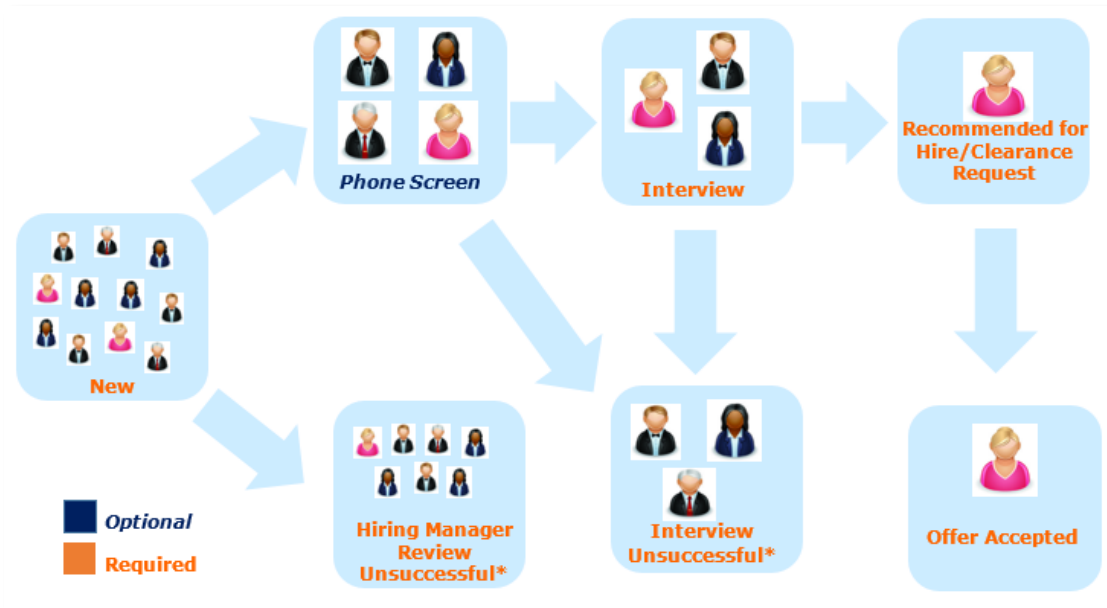 Phone Screen
Interview
Recommended for
Hire/Clearance
Request
New
Hiring Manager
Review
Unsuccessful*
Interview
Unsuccessful*
Offer Accepted
Optional
Required